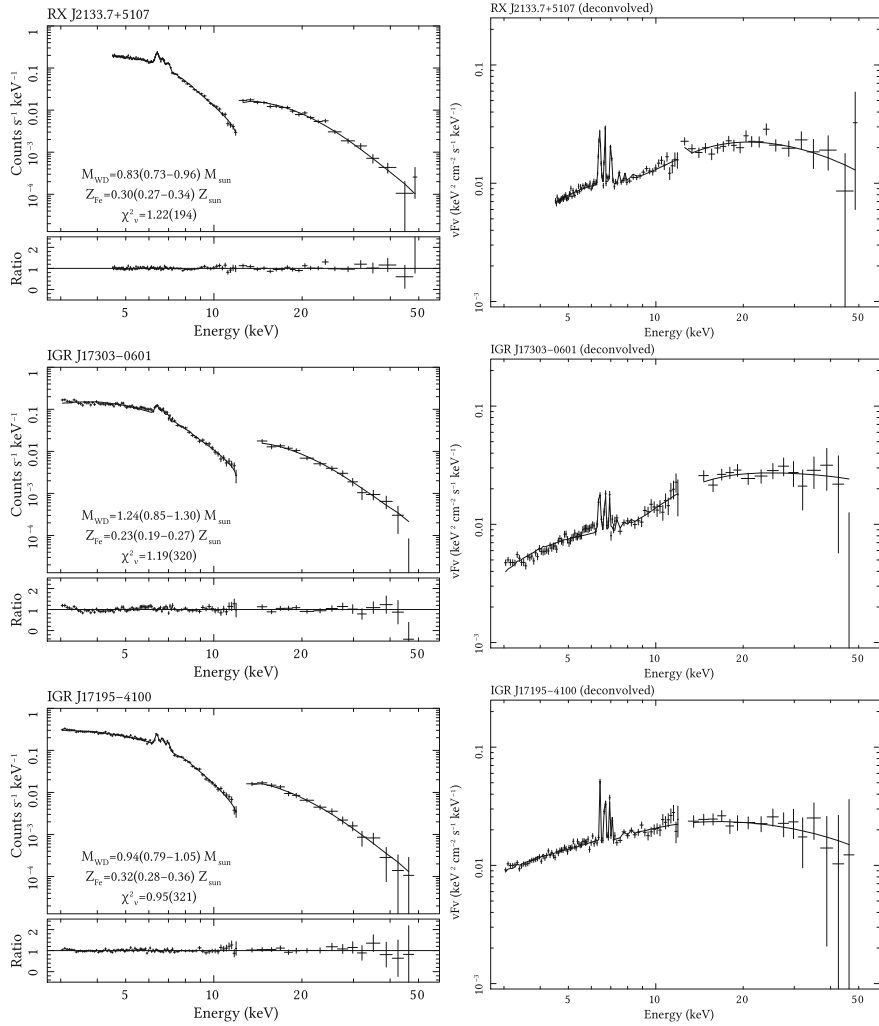 RX J2133.7+5107
Counts s⁻¹ keV⁻¹
1
0.1
0.01
10⁻³
10⁻⁴
M_WD=0.83(0.73−0.96) M_sun
Z_Fe=0.30(0.27−0.34) Z_sun
χ²_ν=1.22(194)
Ratio
2
1
0
5 10 20 50
Energy (keV)
RX J2133.7+5107 (deconvolved)
νFν (keV² cm⁻² s⁻¹ keV⁻¹)
0.1
0.01
10⁻³
5 10 20 50
Energy (keV)
IGR J17303−0601
Counts s⁻¹ keV⁻¹
1
0.1
0.01
10⁻³
10⁻⁴
M_WD=1.24(0.85−1.30) M_sun
Z_Fe=0.23(0.19−0.27) Z_sun
χ²_ν=1.19(320)
Ratio
2
1
0
5 10 20 50
Energy (keV)
IGR J17303−0601 (deconvolved)
νFν (keV² cm⁻² s⁻¹ keV⁻¹)
0.1
0.01
10⁻³
5 10 20 50
Energy (keV)
IGR J17195−4100
Counts s⁻¹ keV⁻¹
1
0.1
0.01
10⁻³
10⁻⁴
M_WD=0.94(0.79−1.05) M_sun
Z_Fe=0.32(0.28−0.36) Z_sun
χ²_ν=0.95(321)
Ratio
2
1
0
5 10 20 50
Energy (keV)
IGR J17195−4100 (deconvolved)
νFν (keV² cm⁻² s⁻¹ keV⁻¹)
0.1
0.01
10⁻³
5 10 20 50
Energy (keV)